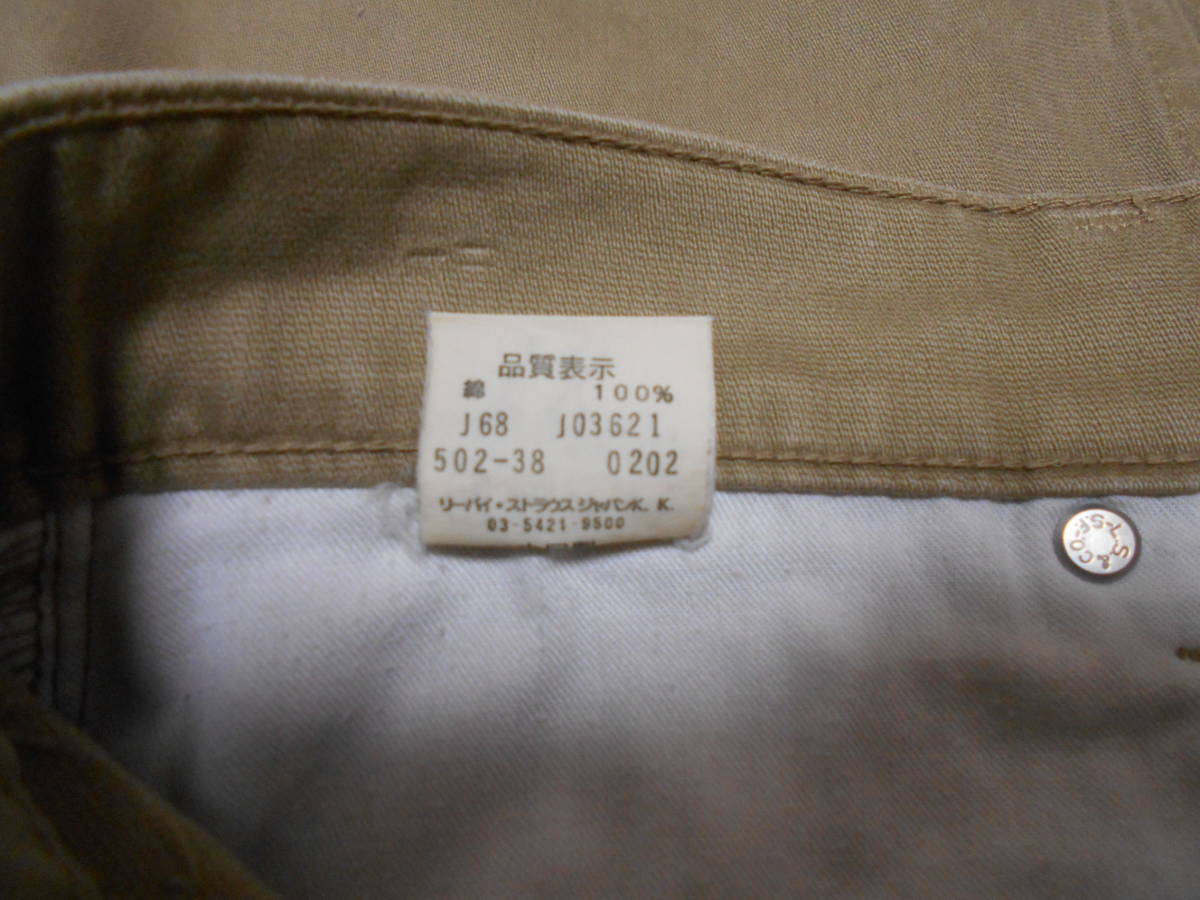 品質表示
綿 100%
J68 J03621
502-38 0202
リーバイ・ストラウス ジャパンK. K.
03-5421-9500
S. & CO-S.F.-